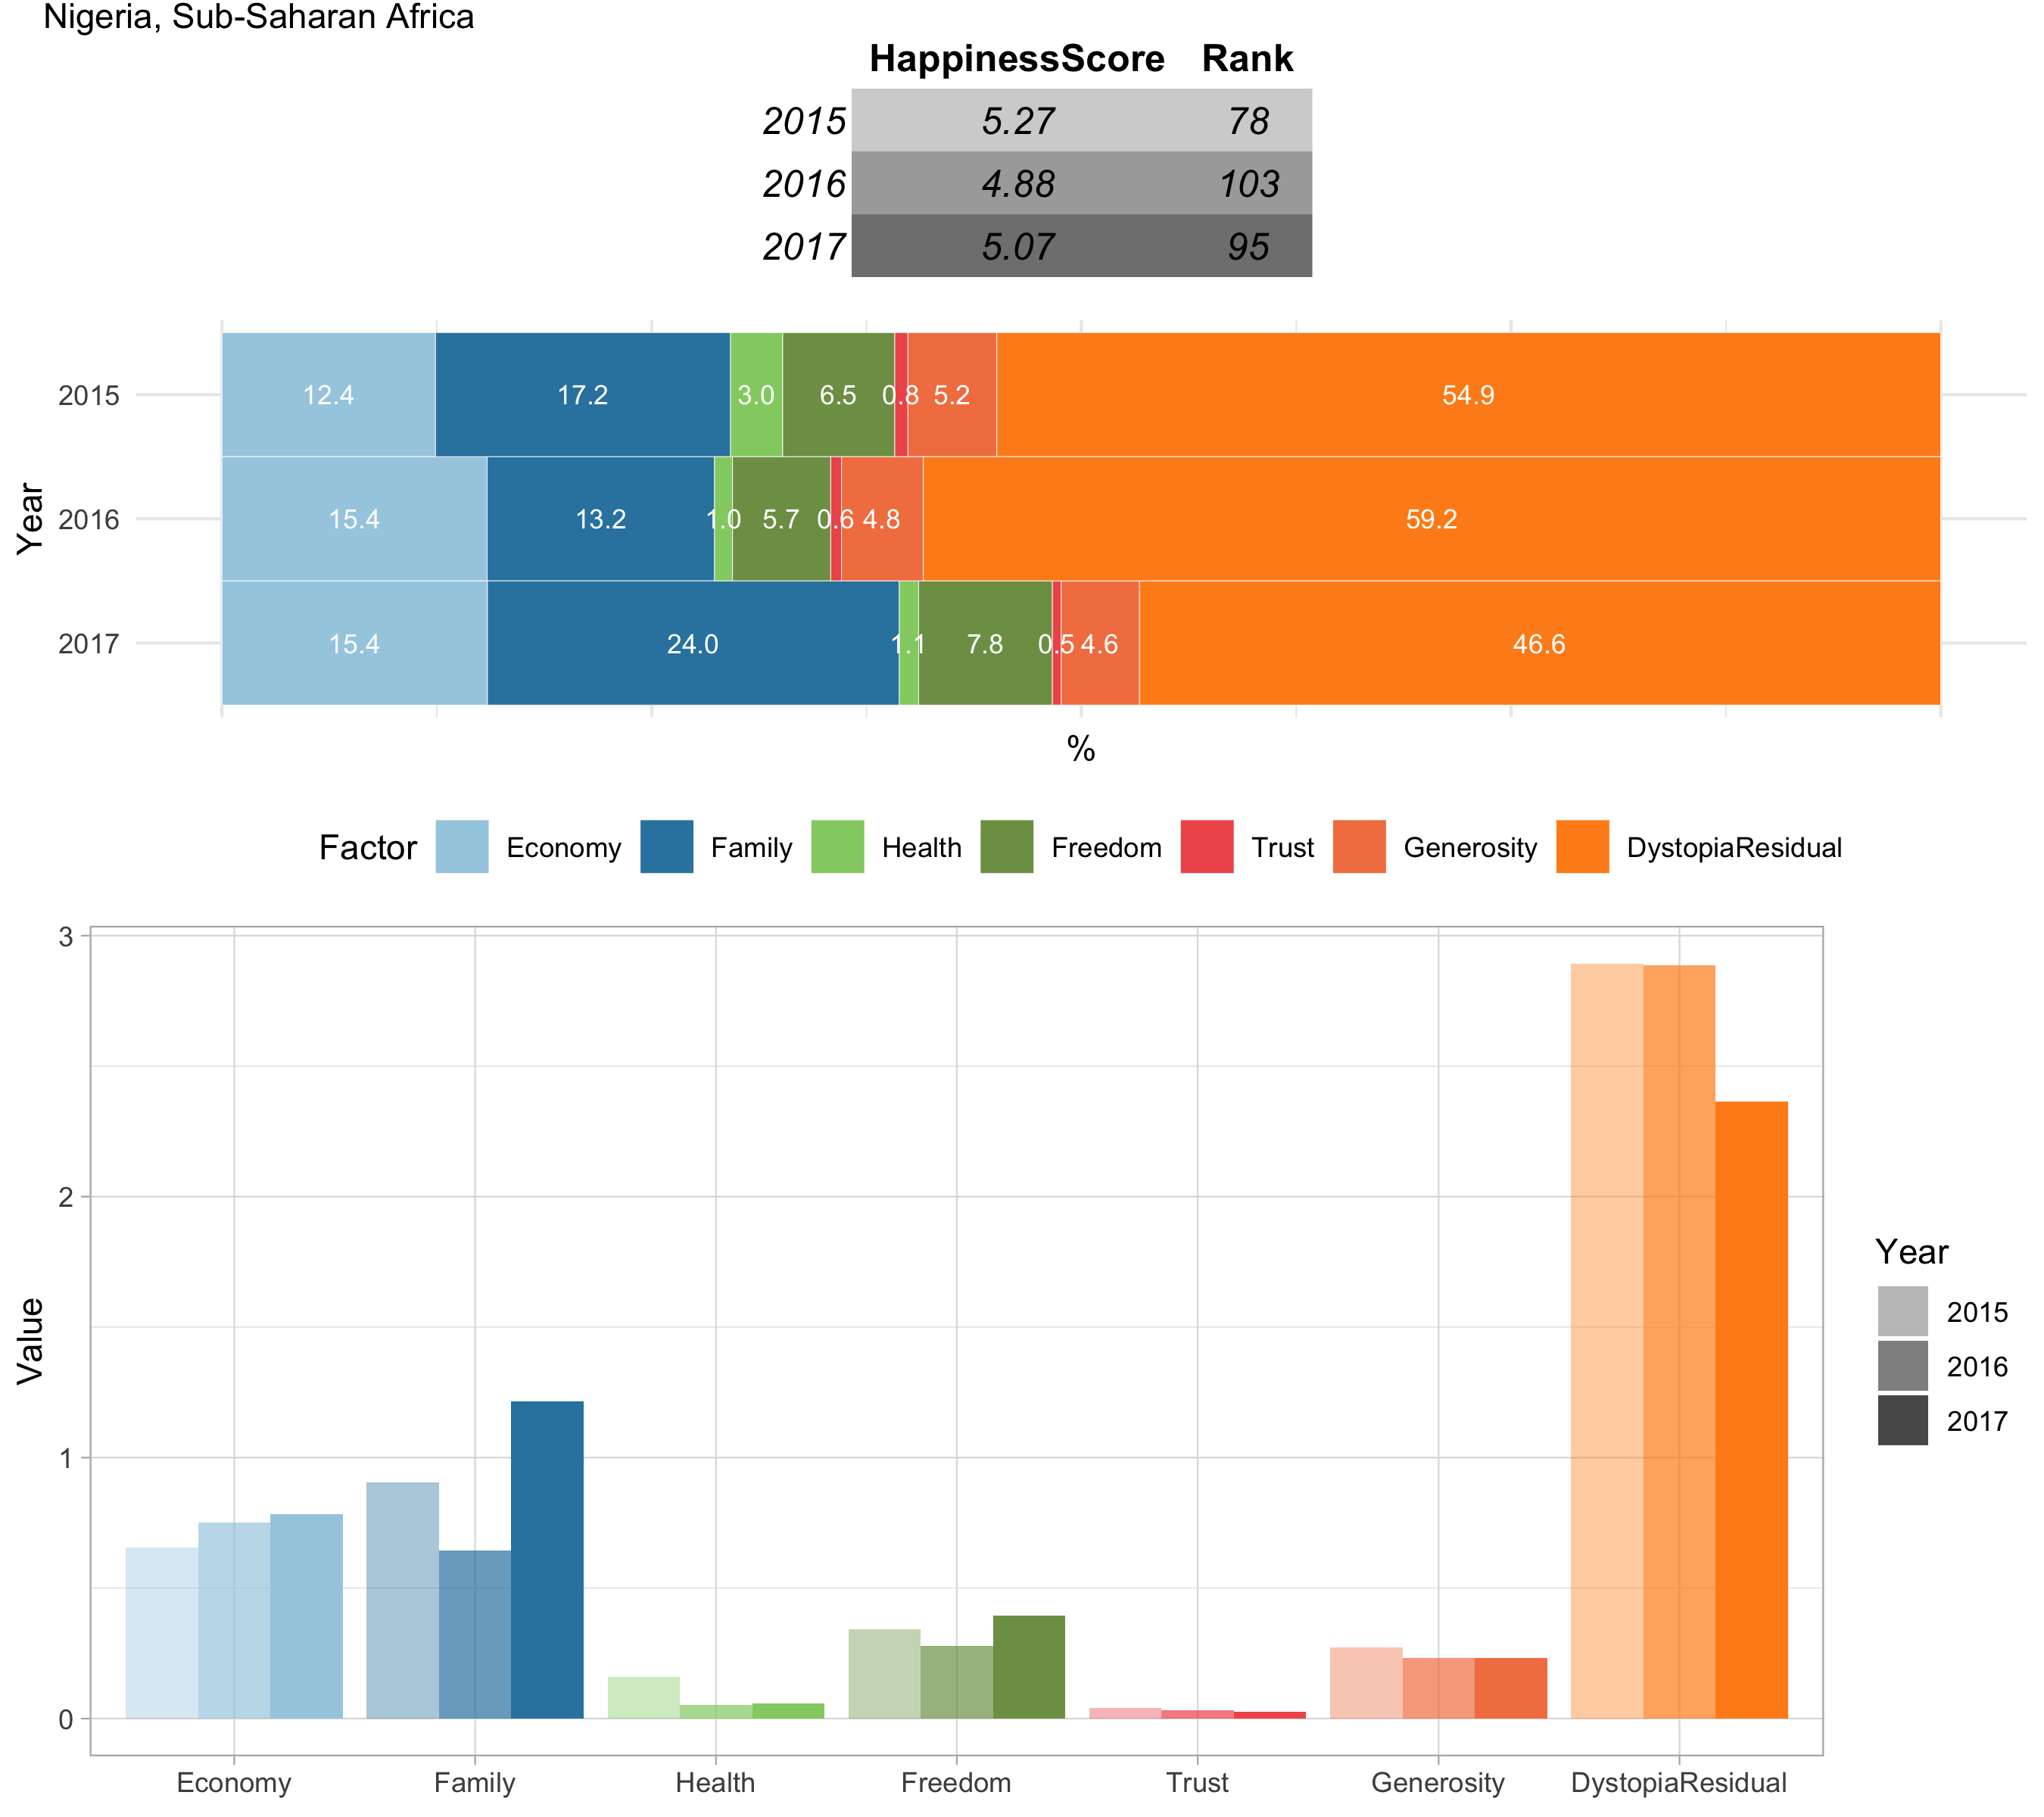 Nigeria, Sub-Saharan Africa
HappinessScore Rank
2015 5.27 78
2016 4.88 103
2017 5.07 95
Year
2015 12.4 17.2 3.0 6.5 0.8 5.2 54.9
2016 15.4 13.2 1.0 5.7 0.6 4.8 59.2
2017 15.4 24.0 1.1 7.8 0.5 4.6 46.6
%
Factor Economy Family Health Freedom Trust Generosity DystopiaResidual
Value
3
2
1
0
Economy Family Health Freedom Trust Generosity DystopiaResidual
Year
2015
2016
2017